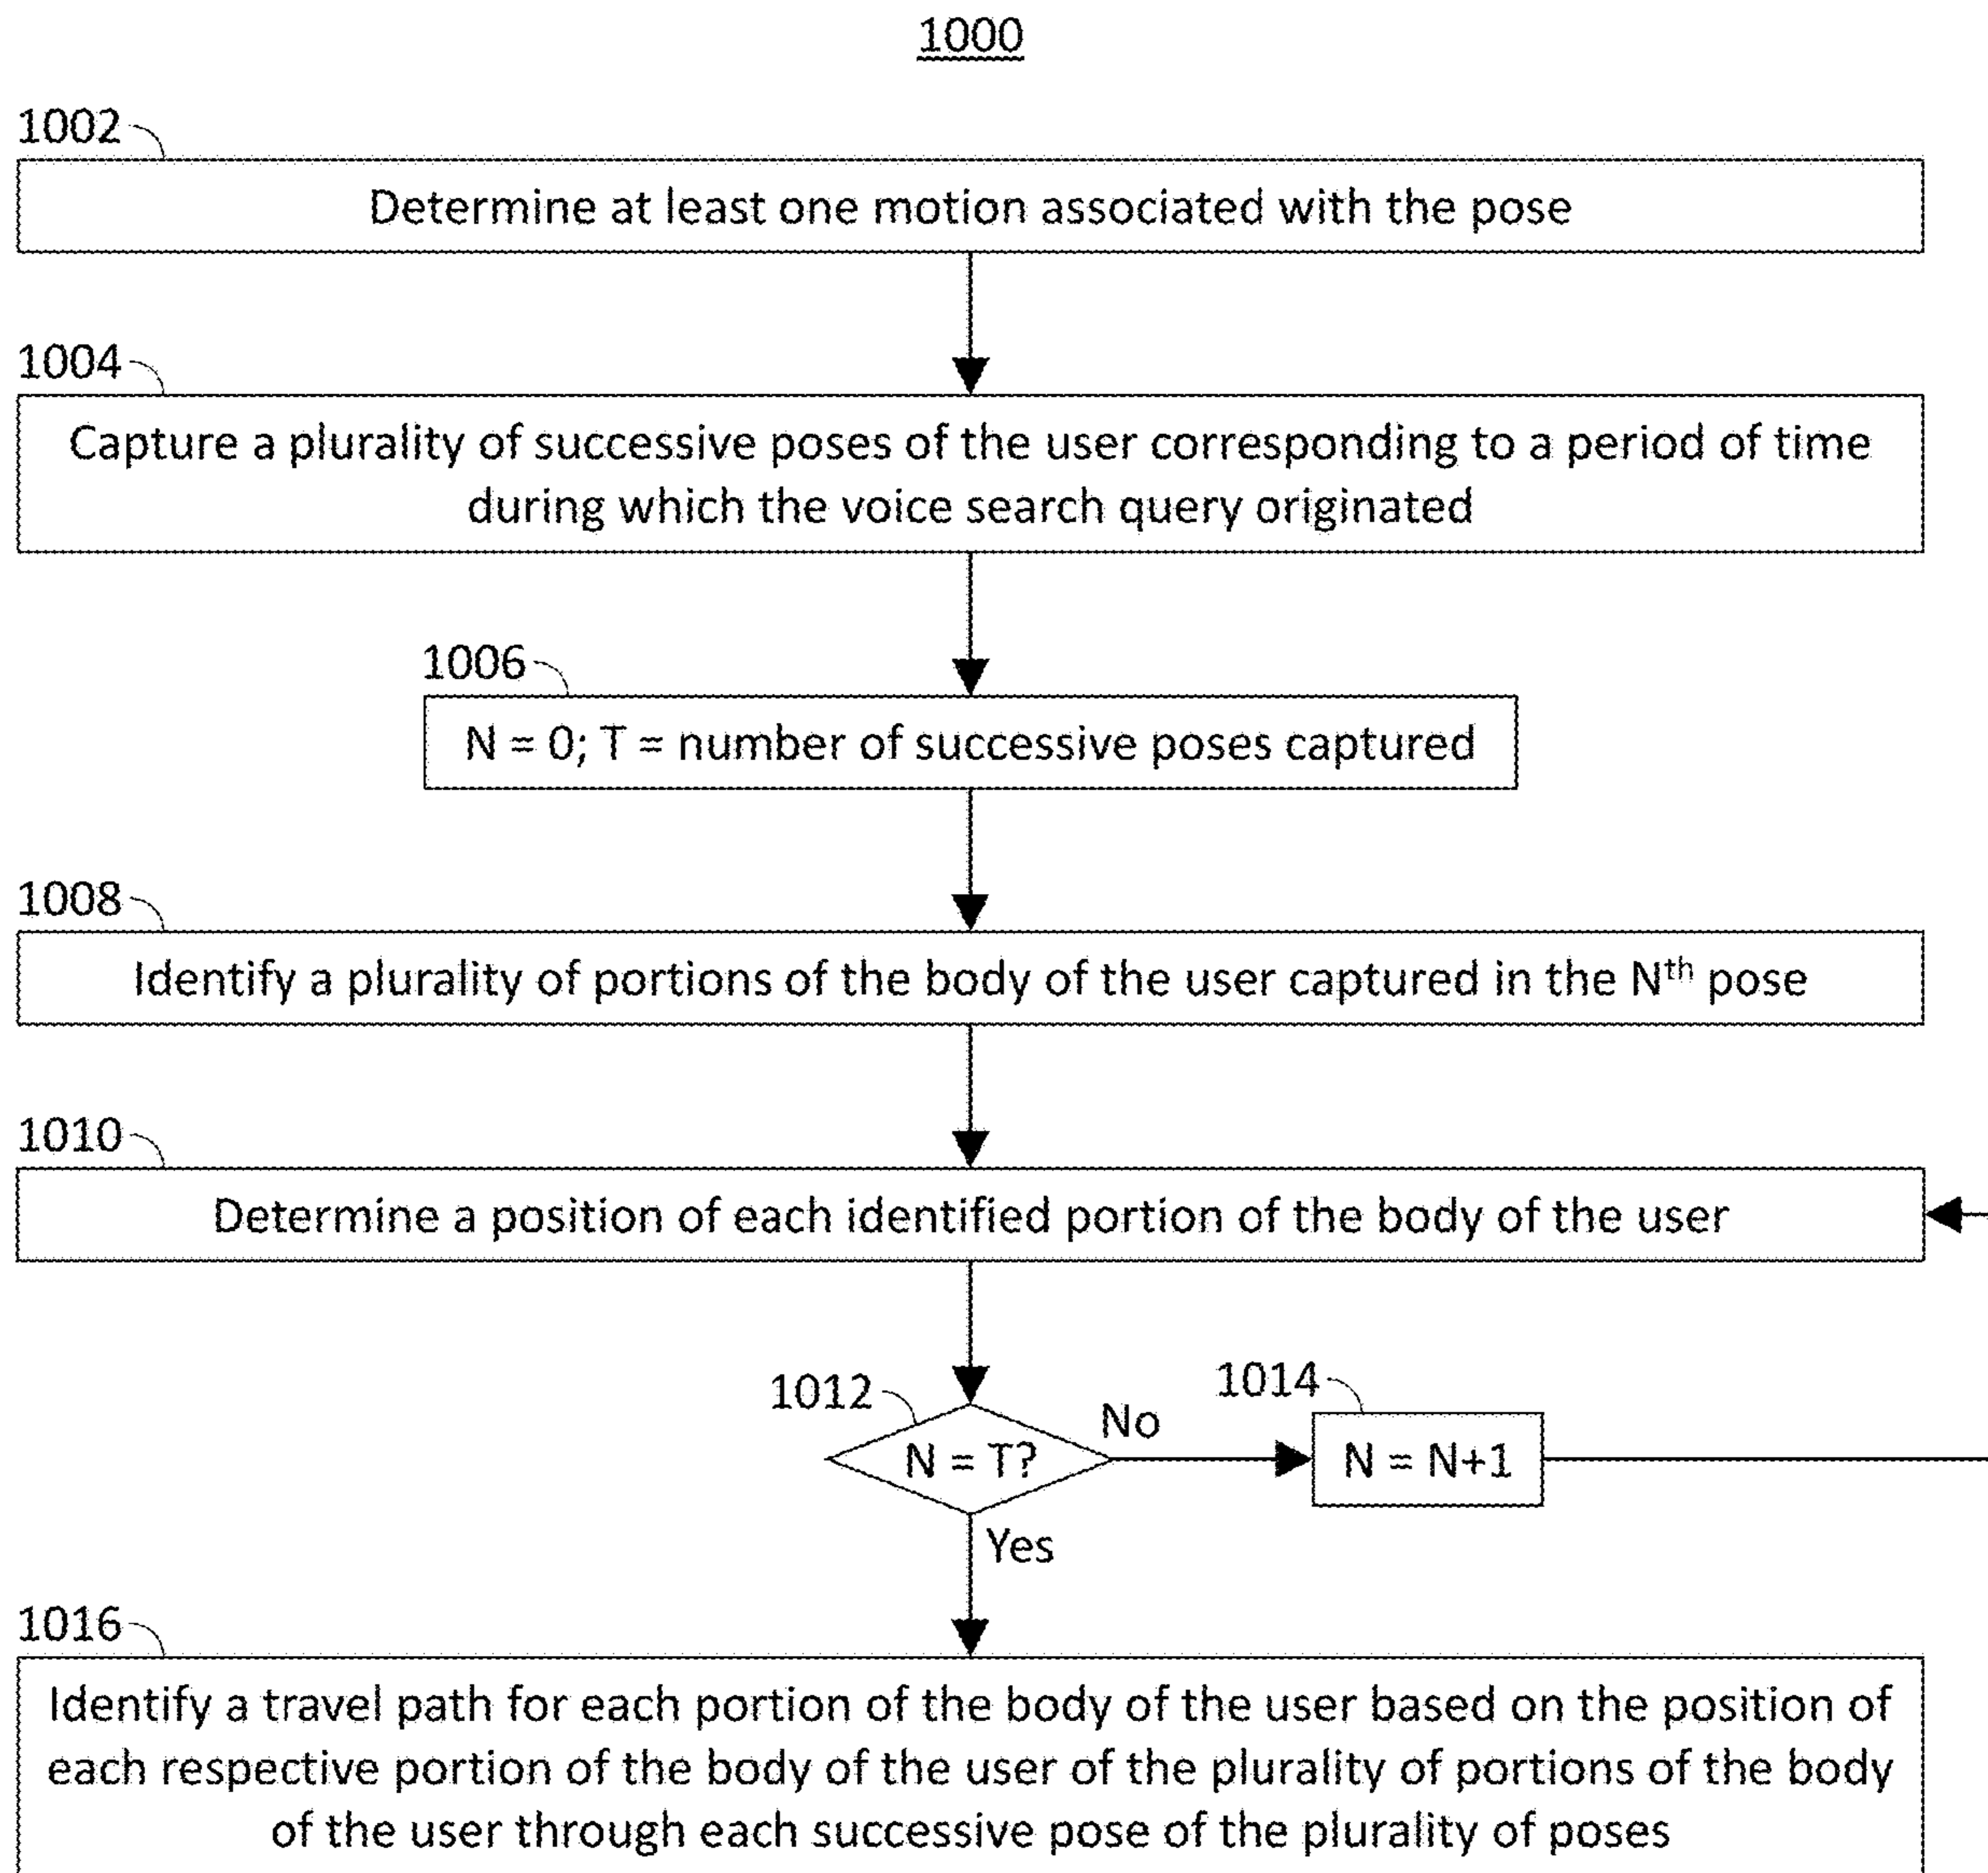 1000
1002
Determine at least one motion associated with the pose
1004
Capture a plurality of successive poses of the user corresponding to a period of time
during which the voice search query originated
1006
N = 0; T = number of successive poses captured
1008
Identify a plurality of portions of the body of the user captured in the Nth pose
1010
Determine a position of each identified portion of the body of the user
1012
1014
No
N = T?
N = N+1
Yes
1016
Identify a travel path for each portion of the body of the user based on the position of
each respective portion of the body of the user of the plurality of portions of the body
of the user through each successive pose of the plurality of poses